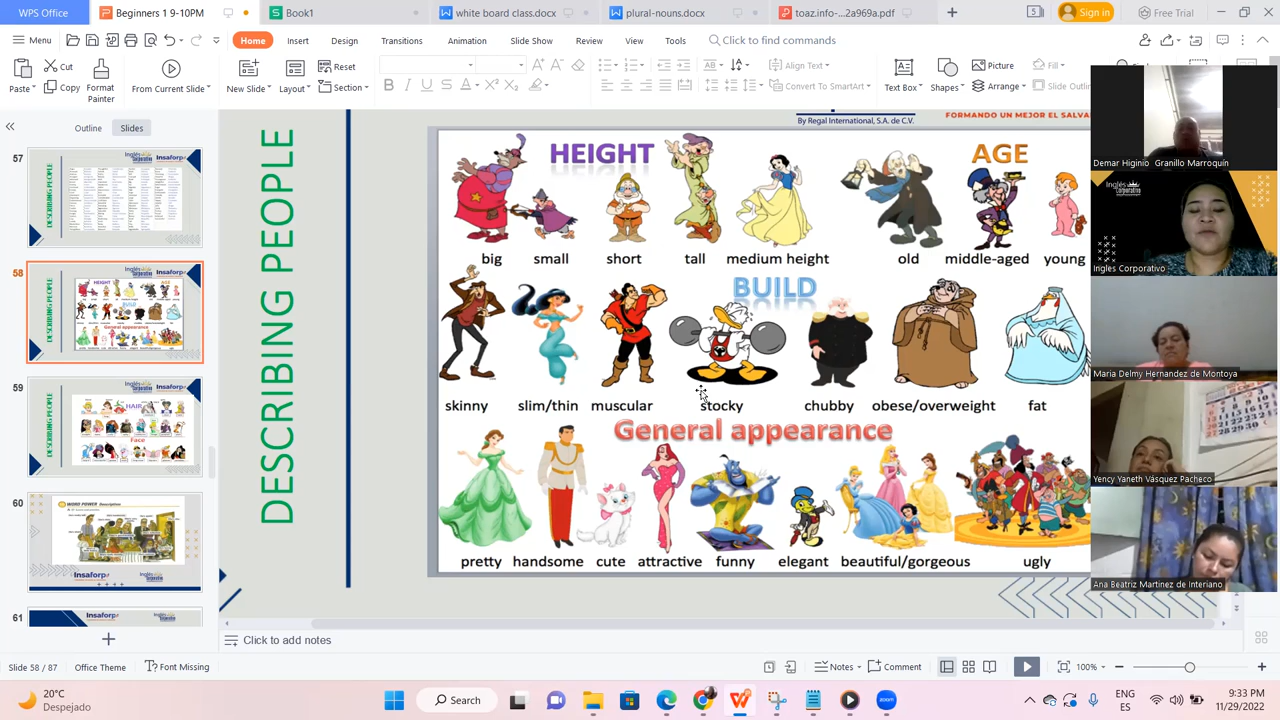 WPS Office
Beginners 1 9-10PM
Book1
white board class.docx
plural-nouns.docx
toaz.info-...2a969a.pdf
Sign in
Free Trial
Menu
Home
Insert
Design
Transitions
Animation
Slide Show
Review
View
Tools
Click to find commands
Cut
Format
Painter
From Current Slide
New Slide
Layout
Reset
Section
Align Text
Convert To SmartArt
Text Box
Shapes
Picture
Fill
Arrange
Outline
Slides
57
58
59
60
61
DESCRIBING PEOPLE
By Regal International, S.A. de C.V.
FORMANDO UN MEJOR EL SALVA
HEIGHT
AGE
big
small
short
tall
medium height
old
middle-aged
young
BUILD
skinny
slim/thin
muscular
stocky
chubby
obese/overweight
fat
General appearance
pretty
handsome
cute
attractive
funny
elegant
beautiful/gorgeous
ugly
Demar Higinio Granillo Marroquín
Ingles Corporativo
Maria Delmy Hernandez de Montoya
Yency Yaneth Vásquez Pacheco
Ana Beatriz Martinez de Interiano
Click to add notes
Slide 58 / 87
Office Theme
Font Missing
Notes
Comment
100%
20°C
Despejado
Search
ENG
ES
9:33 PM
11/29/2022